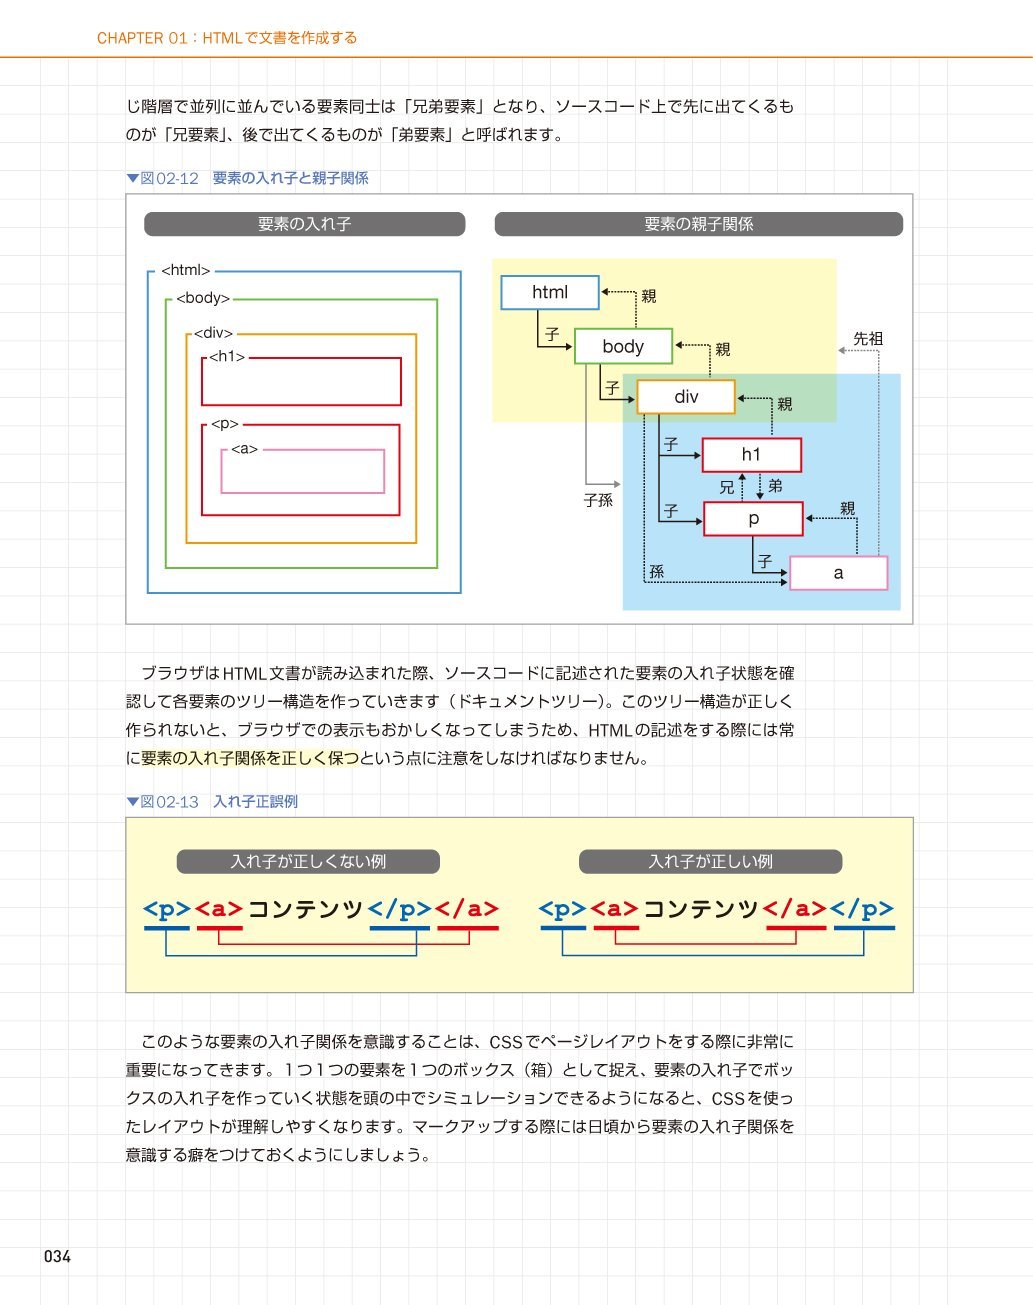 CHAPTER 01：HTMLで文書を作成する
じ階層で並列に並んでいる要素同士は「兄弟要素」となり、ソースコード上で先に出てくるも
のが「兄要素」、後で出てくるものが「弟要素」と呼ばれます。
▼図02-12　要素の入れ子と親子関係
要素の入れ子
<html>
<body>
<div>
<h1>
<p>
<a>
要素の親子関係
html
親
子
body
親
先祖
子
div
親
子
h1
兄
弟
子孫
子
p
親
子
孫
a
ブラウザはHTML文書が読み込まれた際、ソースコードに記述された要素の入れ子状態を確
認して各要素のツリー構造を作っていきます（ドキュメントツリー）。このツリー構造が正しく
作られないと、ブラウザでの表示もおかしくなってしまうため、HTMLの記述をする際には常
に要素の入れ子関係を正しく保つという点に注意をしなければなりません。
▼図02-13　入れ子正誤例
入れ子が正しくない例
<p><a>コンテンツ</p></a>
入れ子が正しい例
<p><a>コンテンツ</a></p>
このような要素の入れ子関係を意識することは、CSSでページレイアウトをする際に非常に
重要になってきます。1つ1つの要素を1つのボックス（箱）として捉え、要素の入れ子でボッ
クスの入れ子を作っていく状態を頭の中でシミュレーションできるようになると、CSSを使っ
たレイアウトが理解しやすくなります。マークアップする際には日頃から要素の入れ子関係を
意識する癖をつけておくようにしましょう。
034